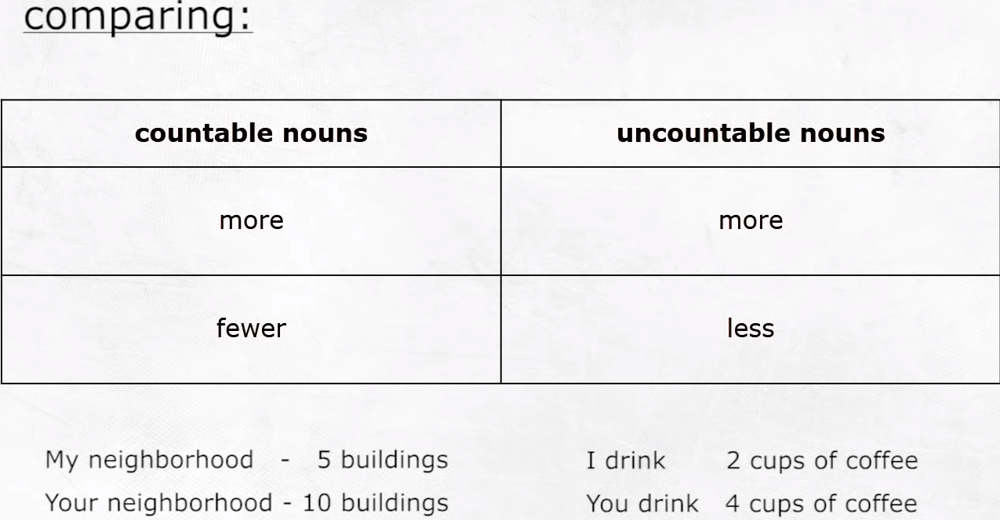 comparing:
countable nouns uncountable nouns
more more
fewer less
My neighborhood - 5 buildings I drink 2 cups of coffee
Your neighborhood - 10 buildings You drink 4 cups of coffee